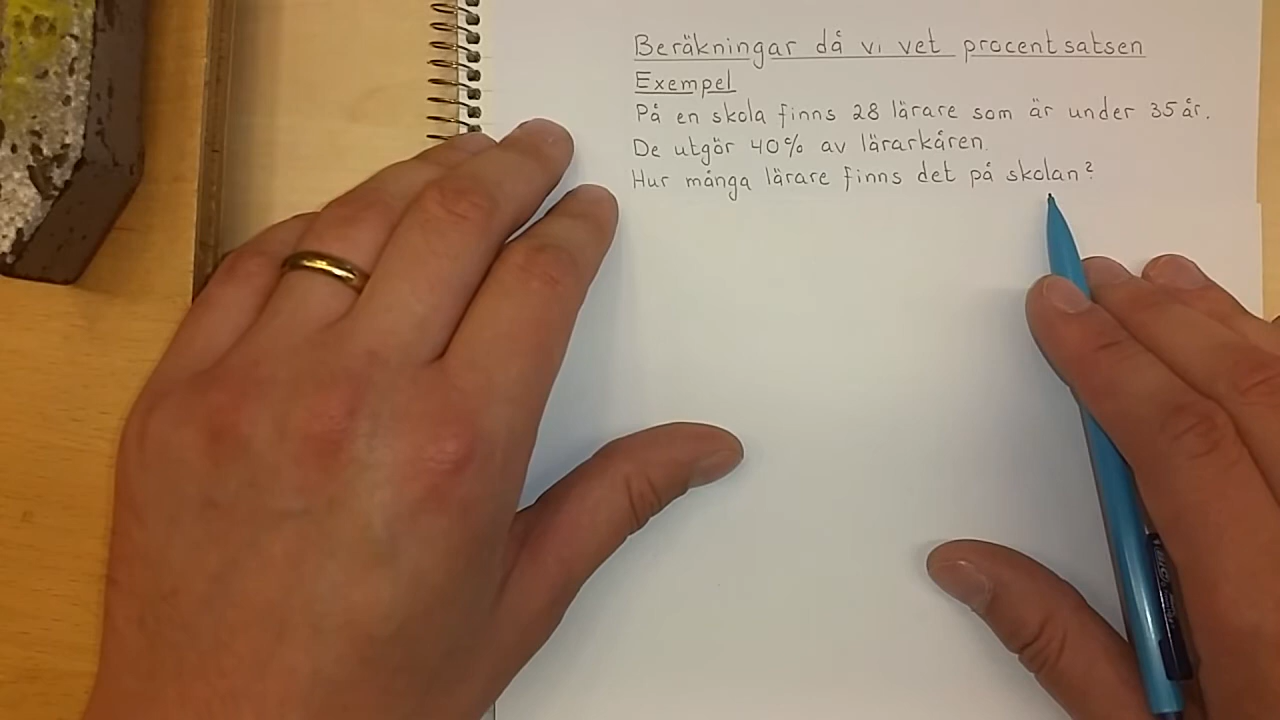 Beräkningar då vi vet procentsatsen
Exempel
På en skola finns 28 lärare som är under 35 år.
De utgör 40% av lärarkåren.
Hur många lärare finns det på skolan?
BIC